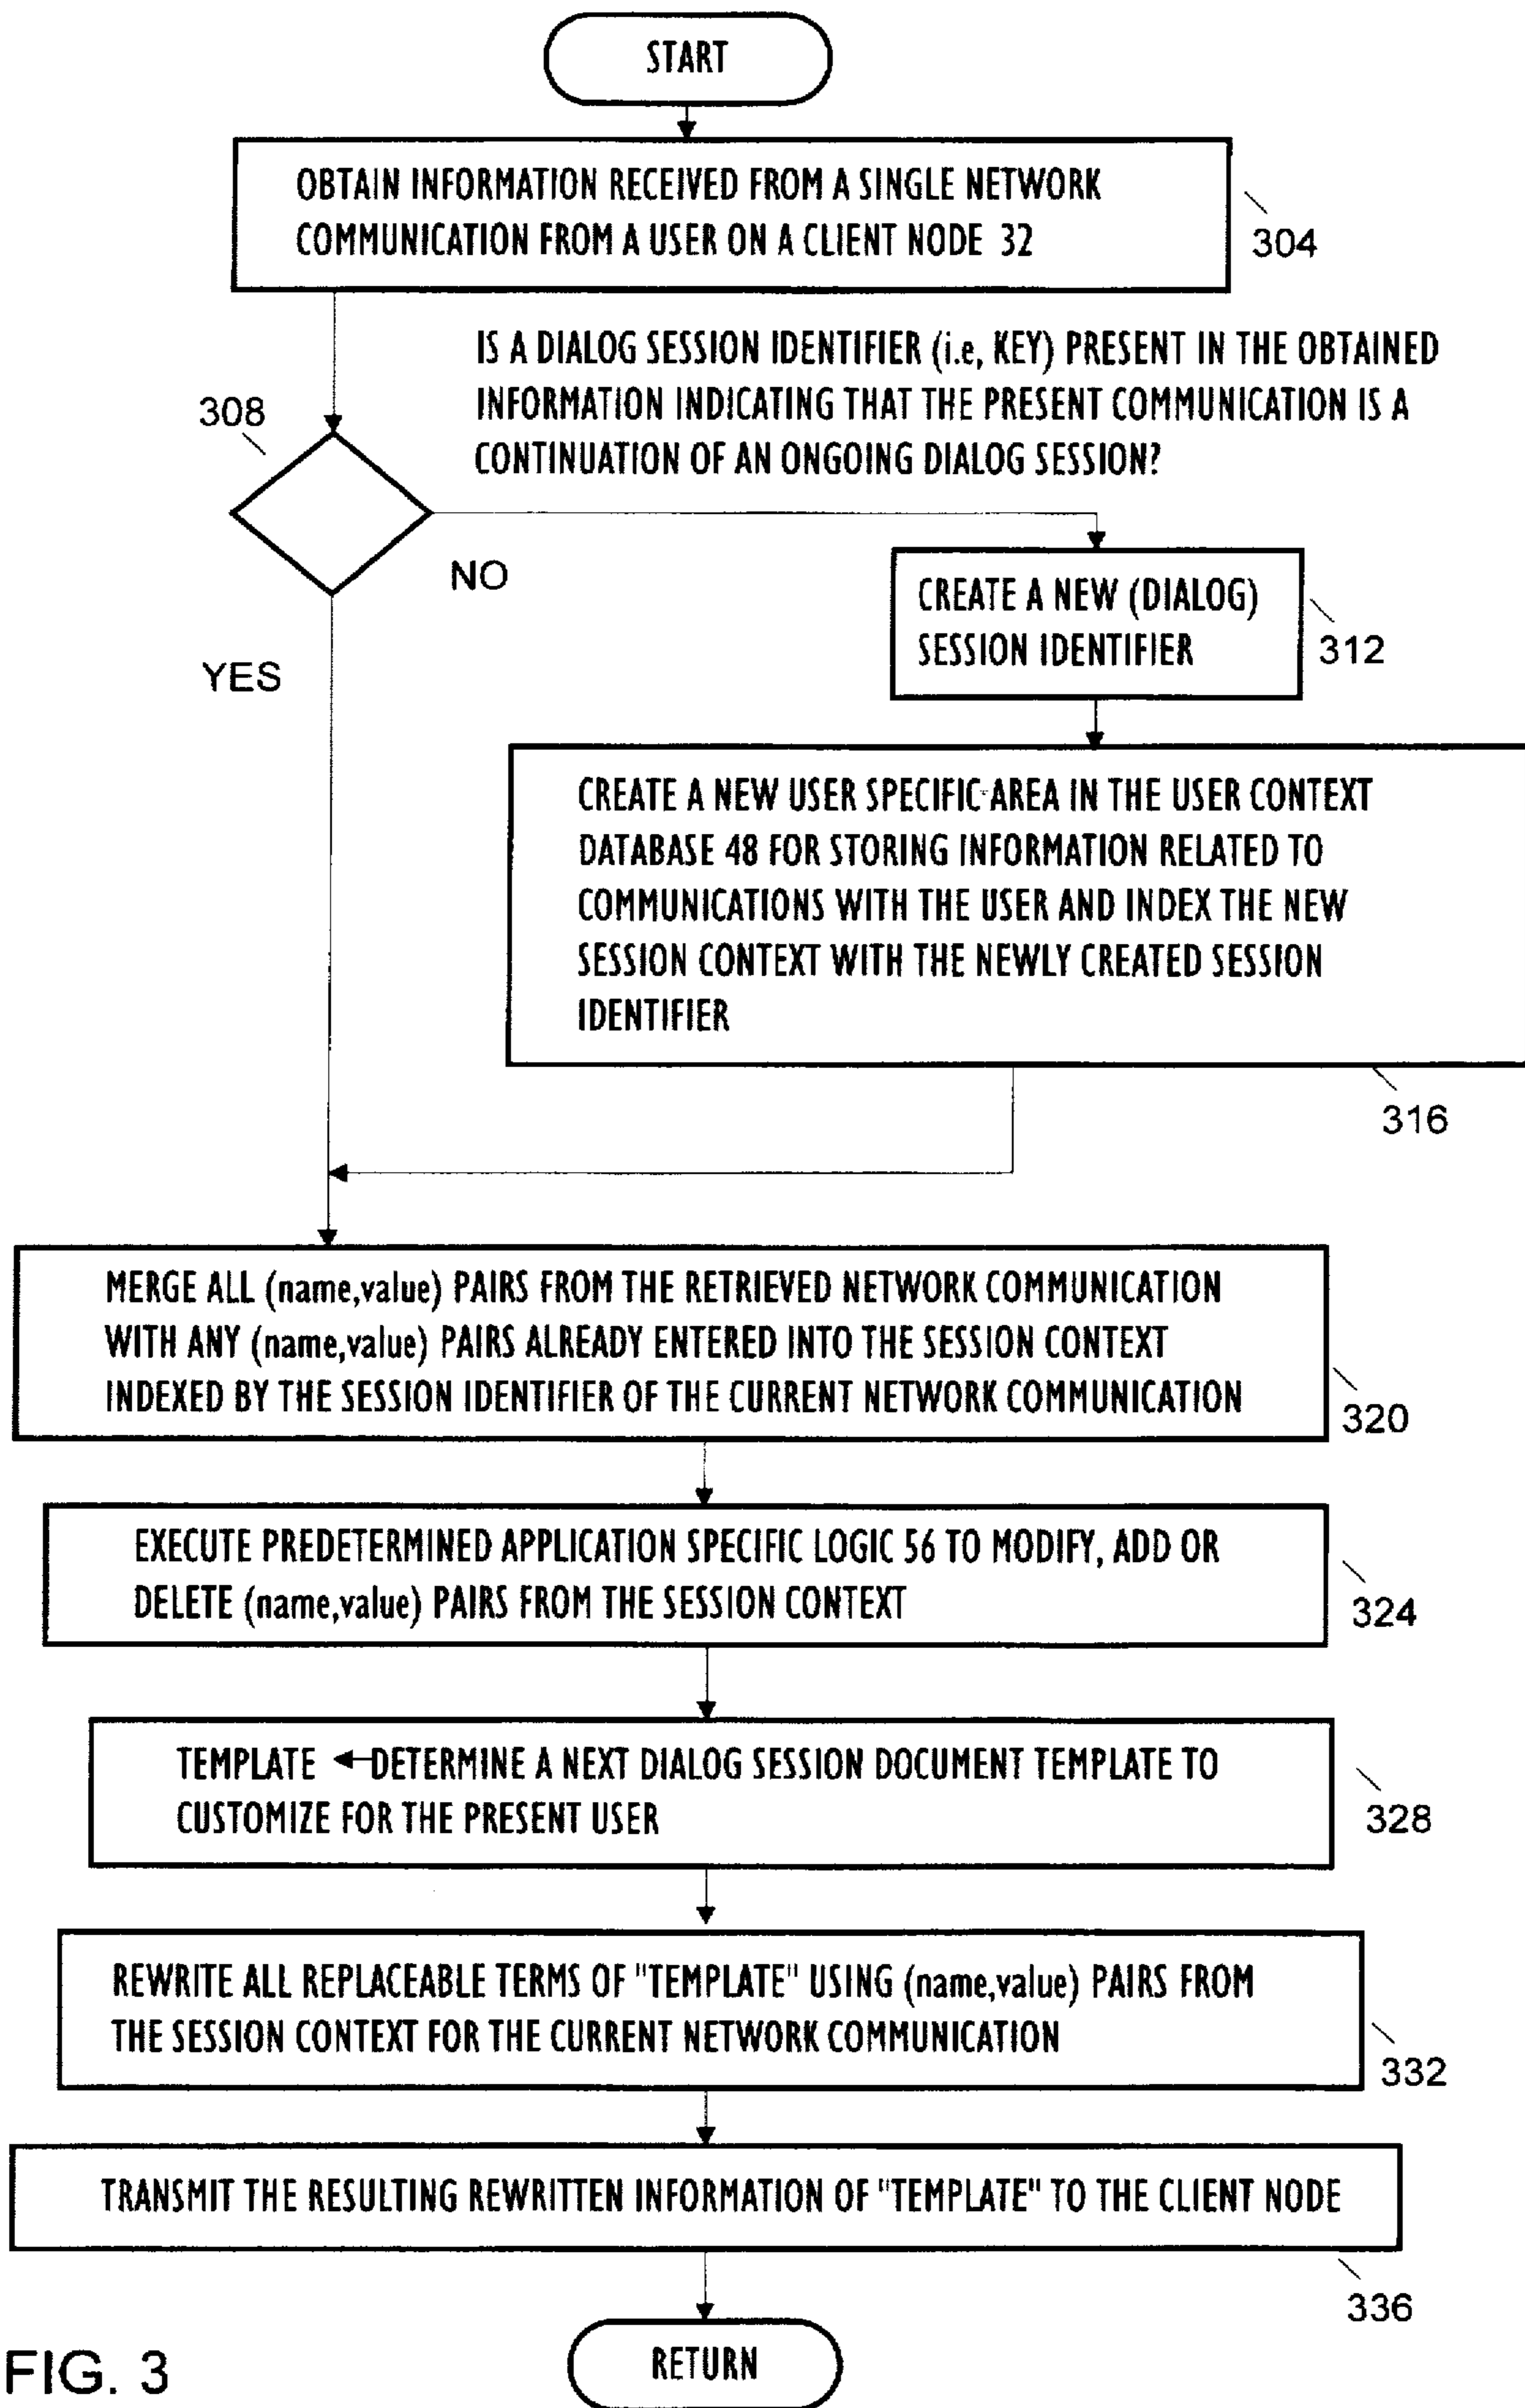 START
OBTAIN INFORMATION RECEIVED FROM A SINGLE NETWORK
COMMUNICATION FROM A USER ON A CLIENT NODE 32
304
IS A DIALOG SESSION IDENTIFIER (i.e, KEY) PRESENT IN THE OBTAINED
INFORMATION INDICATING THAT THE PRESENT COMMUNICATION IS A
CONTINUATION OF AN ONGOING DIALOG SESSION?
308
NO
YES
CREATE A NEW (DIALOG)
SESSION IDENTIFIER
312
CREATE A NEW USER SPECIFIC AREA IN THE USER CONTEXT
DATABASE 48 FOR STORING INFORMATION RELATED TO
COMMUNICATIONS WITH THE USER AND INDEX THE NEW
SESSION CONTEXT WITH THE NEWLY CREATED SESSION
IDENTIFIER
316
MERGE ALL (name,value) PAIRS FROM THE RETRIEVED NETWORK COMMUNICATION
WITH ANY (name,value) PAIRS ALREADY ENTERED INTO THE SESSION CONTEXT
INDEXED BY THE SESSION IDENTIFIER OF THE CURRENT NETWORK COMMUNICATION
320
EXECUTE PREDETERMINED APPLICATION SPECIFIC LOGIC 56 TO MODIFY, ADD OR
DELETE (name,value) PAIRS FROM THE SESSION CONTEXT
324
TEMPLATE ← DETERMINE A NEXT DIALOG SESSION DOCUMENT TEMPLATE TO
CUSTOMIZE FOR THE PRESENT USER
328
REWRITE ALL REPLACEABLE TERMS OF "TEMPLATE" USING (name,value) PAIRS FROM
THE SESSION CONTEXT FOR THE CURRENT NETWORK COMMUNICATION
332
TRANSMIT THE RESULTING REWRITTEN INFORMATION OF "TEMPLATE" TO THE CLIENT NODE
336
RETURN
FIG. 3